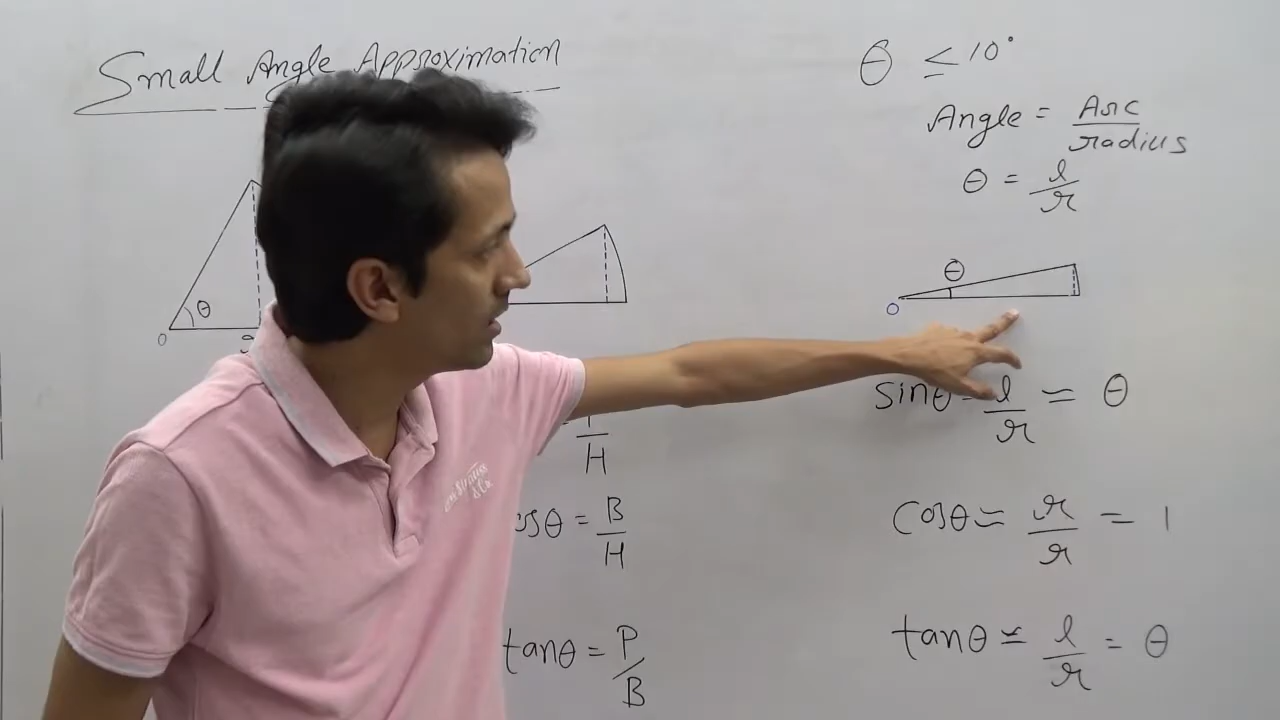 Small Angle Approximation
θ
O
P/H
cosθ = B/H
tanθ = P/B
θ ≤ 10°
Angle = Arc/radius
θ = l/r
θ
O
sinθ = l/r ≈ θ
Cosθ ≈ r/r = 1
tanθ ≈ l/r = θ